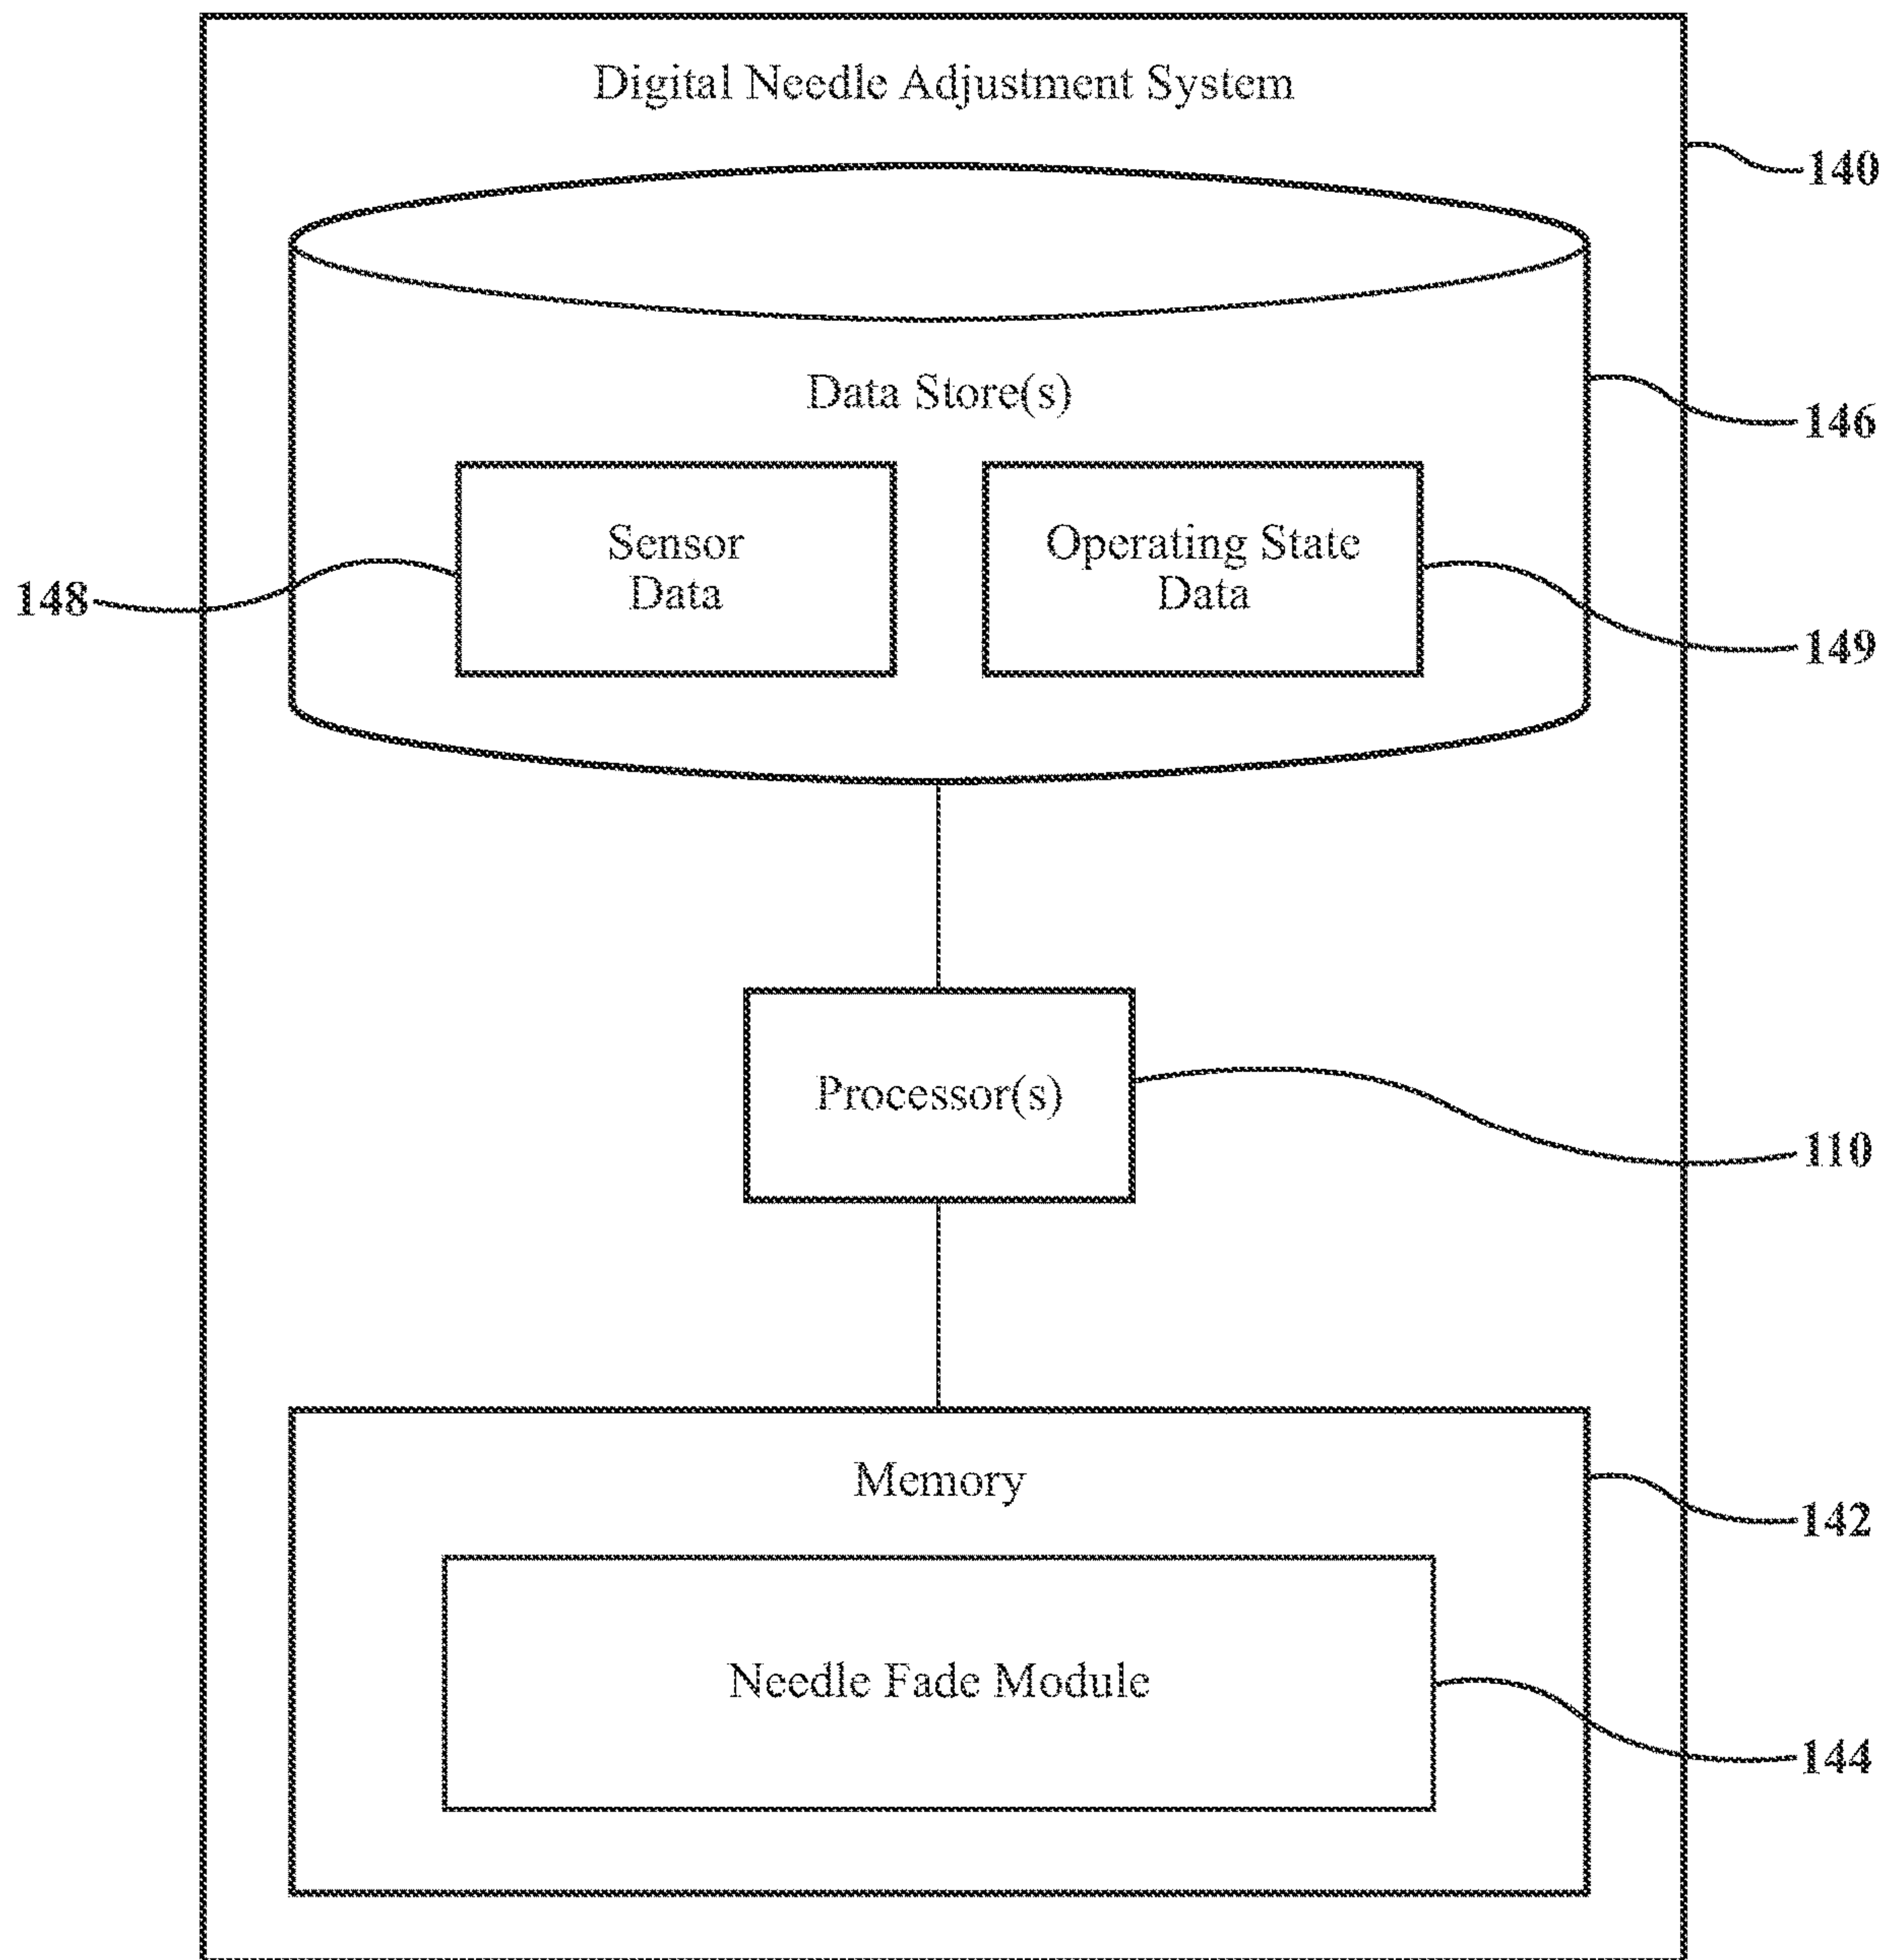 Digital Needle Adjustment System
140
Data Store(s)
146
Sensor
Data
Operating State
Data
148
149
Processor(s)
110
Memory
142
Needle Fade Module
144